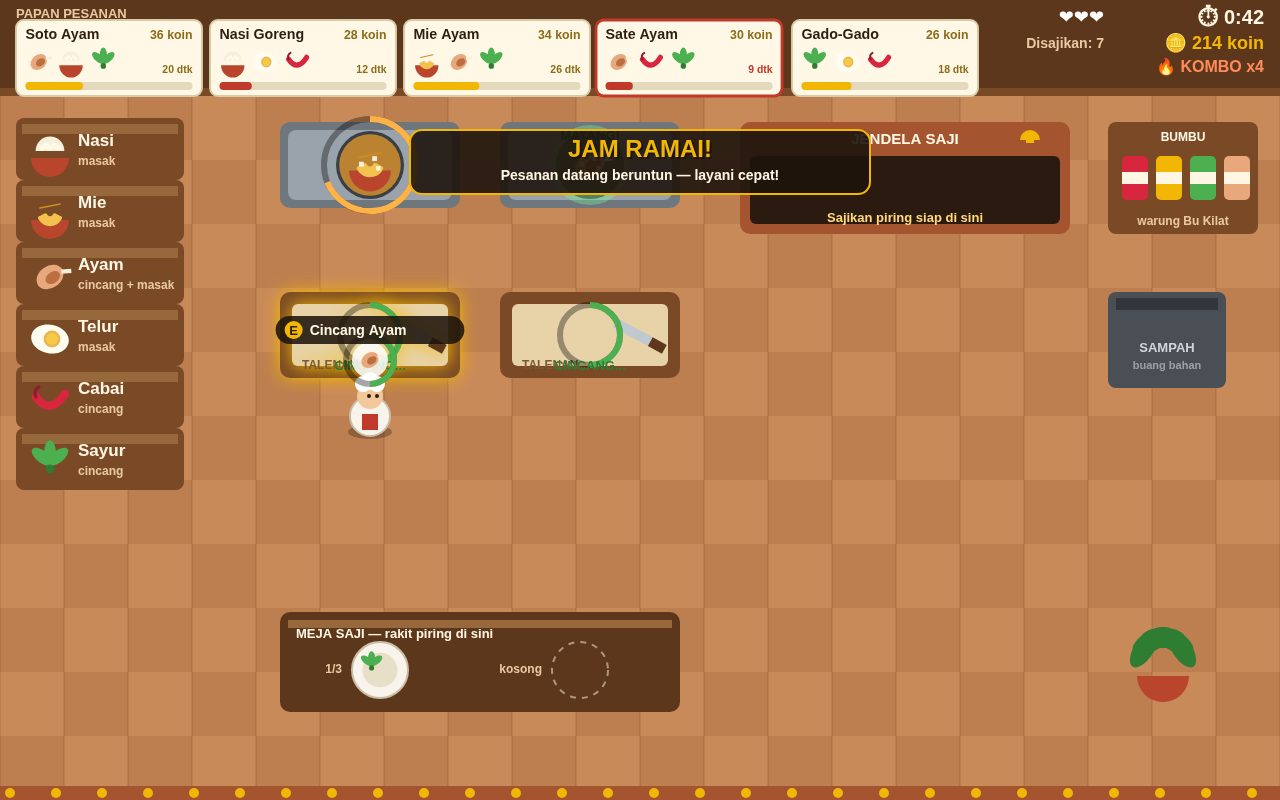 PAPAN PESANAN
Soto Ayam 36 koin
20 dtk
Nasi Goreng 28 koin
12 dtk
Mie Ayam 34 koin
26 dtk
Sate Ayam 30 koin
9 dtk
Gado-Gado 26 koin
18 dtk
❤❤❤
Disajikan: 7
⏱ 0:42
🪙 214 koin
🔥 KOMBO x4
Nasi
masak
Mie
masak
Ayam
cincang + masak
Telur
masak
Cabai
cincang
Sayur
cincang
JAM RAMAI!
Pesanan datang beruntun — layani cepat!
JENDELA SAJI
Sajikan piring siap di sini
BUMBU
warung Bu Kilat
E Cincang Ayam
SAMPAH
buang bahan
MEJA SAJI — rakit piring di sini
1/3
kosong